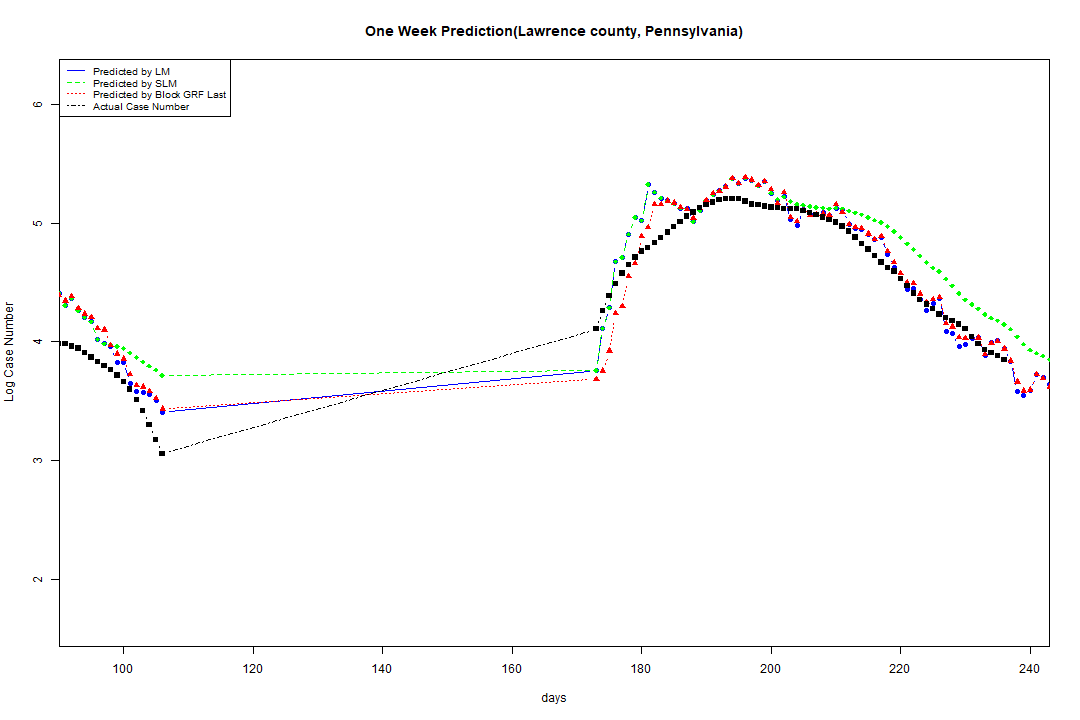 One Week Prediction(Lawrence county, Pennsylvania)
Predicted by LM
Predicted by SLM
Predicted by Block GRF Last
Actual Case Number
6
5
4
3
2
Log Case Number
100 120 140 160 180 200 220 240
days